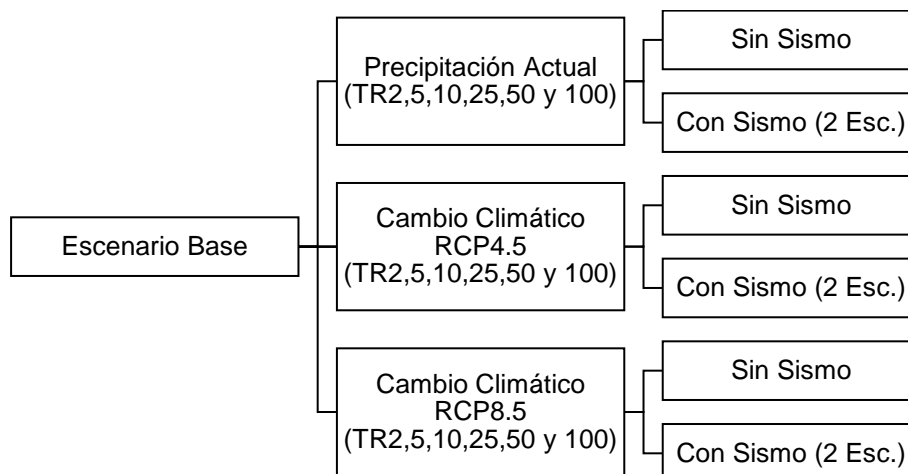 Escenario Base
Precipitación Actual
(TR2,5,10,25,50 y 100)
Sin Sismo
Con Sismo (2 Esc.)
Cambio Climático
RCP4.5
(TR2,5,10,25,50 y 100)
Sin Sismo
Con Sismo (2 Esc.)
Cambio Climático
RCP8.5
(TR2,5,10,25,50 y 100)
Sin Sismo
Con Sismo (2 Esc.)